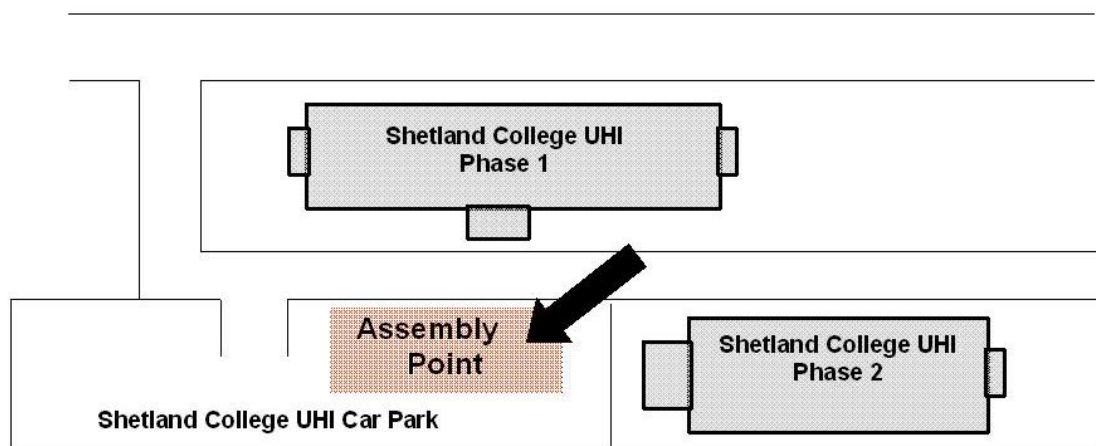 Shetland College UHI
Phase 1
Assembly
Point
Shetland College UHI
Phase 2
Shetland College UHI Car Park